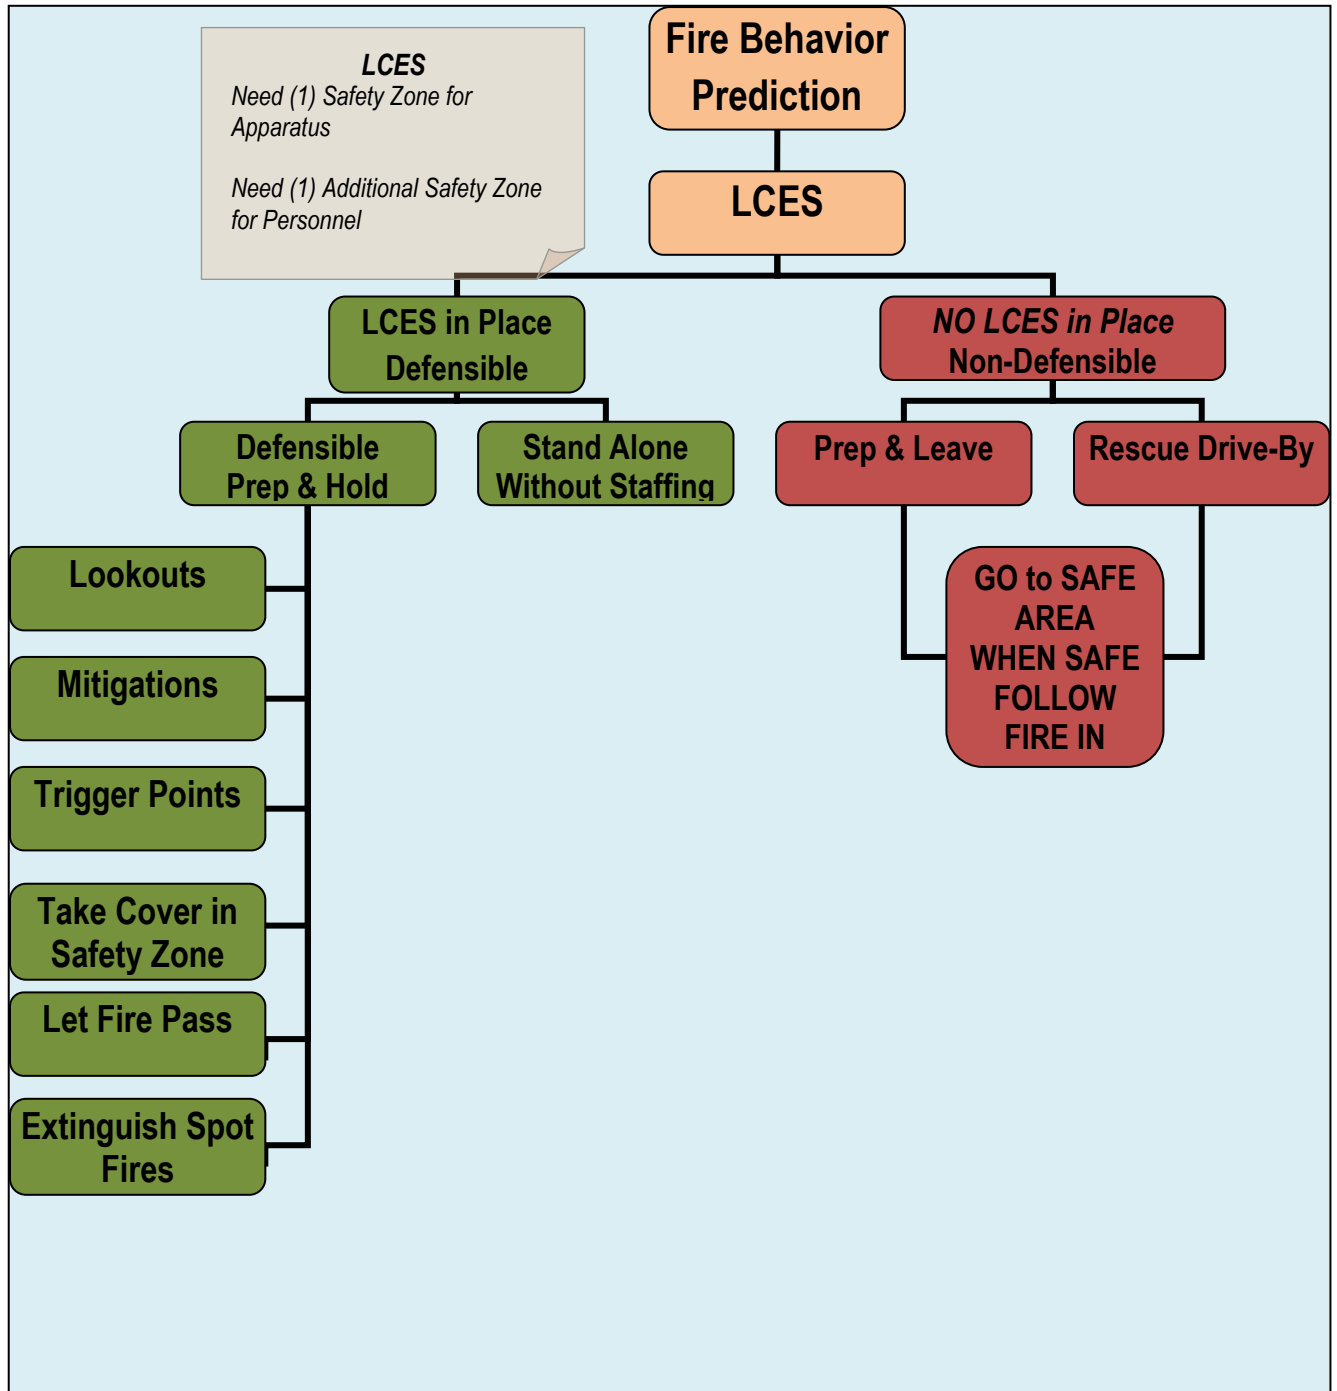 LCES
Need (1) Safety Zone for
Apparatus
Need (1) Additional Safety Zone
for Personnel
Fire Behavior
Prediction
LCES
LCES in Place
Defensible
NO LCES in Place
Non-Defensible
Defensible
Prep & Hold
Stand Alone
Without Staffing
Prep & Leave
Rescue Drive-By
Lookouts
Mitigations
Trigger Points
Take Cover in
Safety Zone
Let Fire Pass
Extinguish Spot
Fires
GO to SAFE
AREA
WHEN SAFE
FOLLOW
FIRE IN